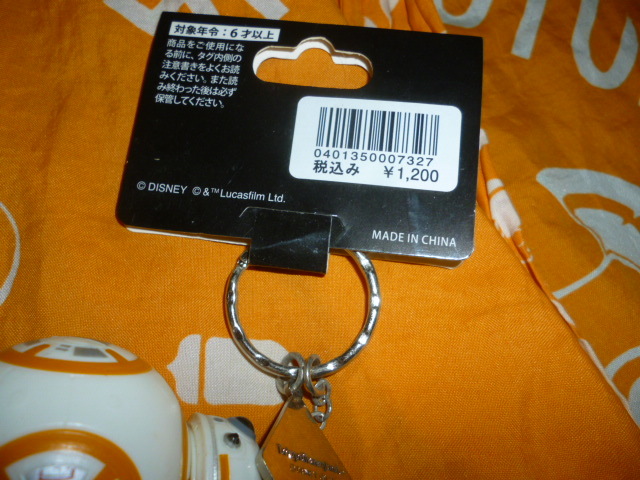 対象年令:6才以上
商品をご使用にな
る前に、タグ内側の
注意書きをよくお読
みください。また読
み終わった後は必ず
保管してください。
0401350007327
税込み ¥1,200
© DISNEY © &™Lucasfilm Ltd.
MADE IN CHINA